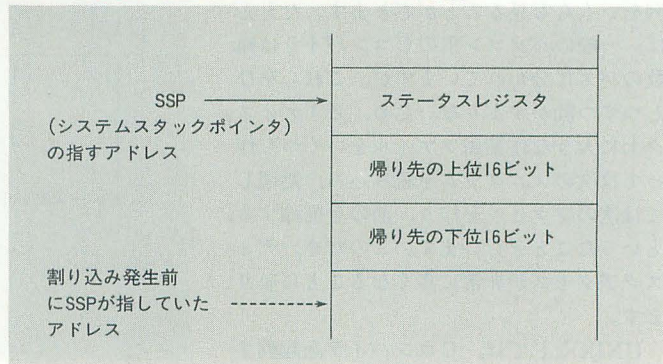 SSP
(システムスタックポインタ)
の指すアドレス
ステータスレジスタ
帰り先の上位16ビット
帰り先の下位16ビット
割り込み発生前
にSSPが指していた
アドレス